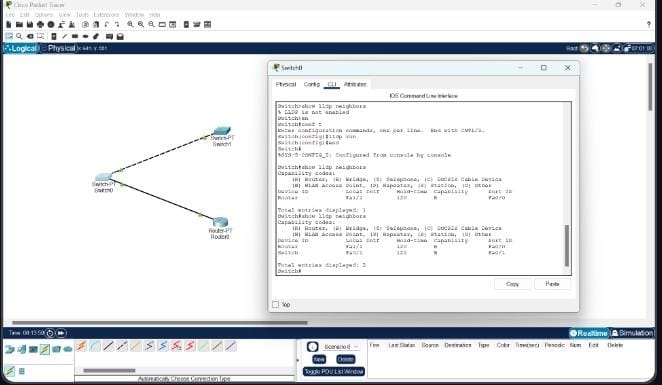 Cisco Packet Tracer
File Edit Options View Tools Extensions Window Help
Logical Physical x: 641, y: 501
Root 07:01:00
Switch-PT
Switch1
Switch-PT
Switch0
Router-PT
Router0
Switch0
Physical Config CLI Attributes
IOS Command Line Interface
Switch>show lldp neighbors
% LLDP is not enabled
Switch>en
Switch#conf t
Enter configuration commands, one per line. End with CNTL/Z.
Switch(config)#lldp run
Switch(config)#end
Switch#
%SYS-5-CONFIG_I: Configured from console by console
Switch#show lldp neighbors
Capability codes:
(R) Router, (B) Bridge, (T) Telephone, (C) DOCSIS Cable Device
(W) WLAN Access Point, (P) Repeater, (S) Station, (O) Other
Device ID Local Intf Hold-time Capability Port ID
Router Fa1/1 120 R Fa0/0
Total entries displayed: 1
Switch#show lldp neighbors
Capability codes:
(R) Router, (B) Bridge, (T) Telephone, (C) DOCSIS Cable Device
(W) WLAN Access Point, (P) Repeater, (S) Station, (O) Other
Device ID Local Intf Hold-time Capability Port ID
Router Fa1/1 120 R Fa0/0
Switch Fa0/1 120 B Fa0/1
Total entries displayed: 2
Switch#
Copy Paste
Top
Time: 00:13:59
Realtime Simulation
Scenario 0
New Delete
Toggle PDU List Window
Fire Last Status Source Destination Type Color Time(sec) Periodic Num Edit Delete
Automatically Choose Connection Type